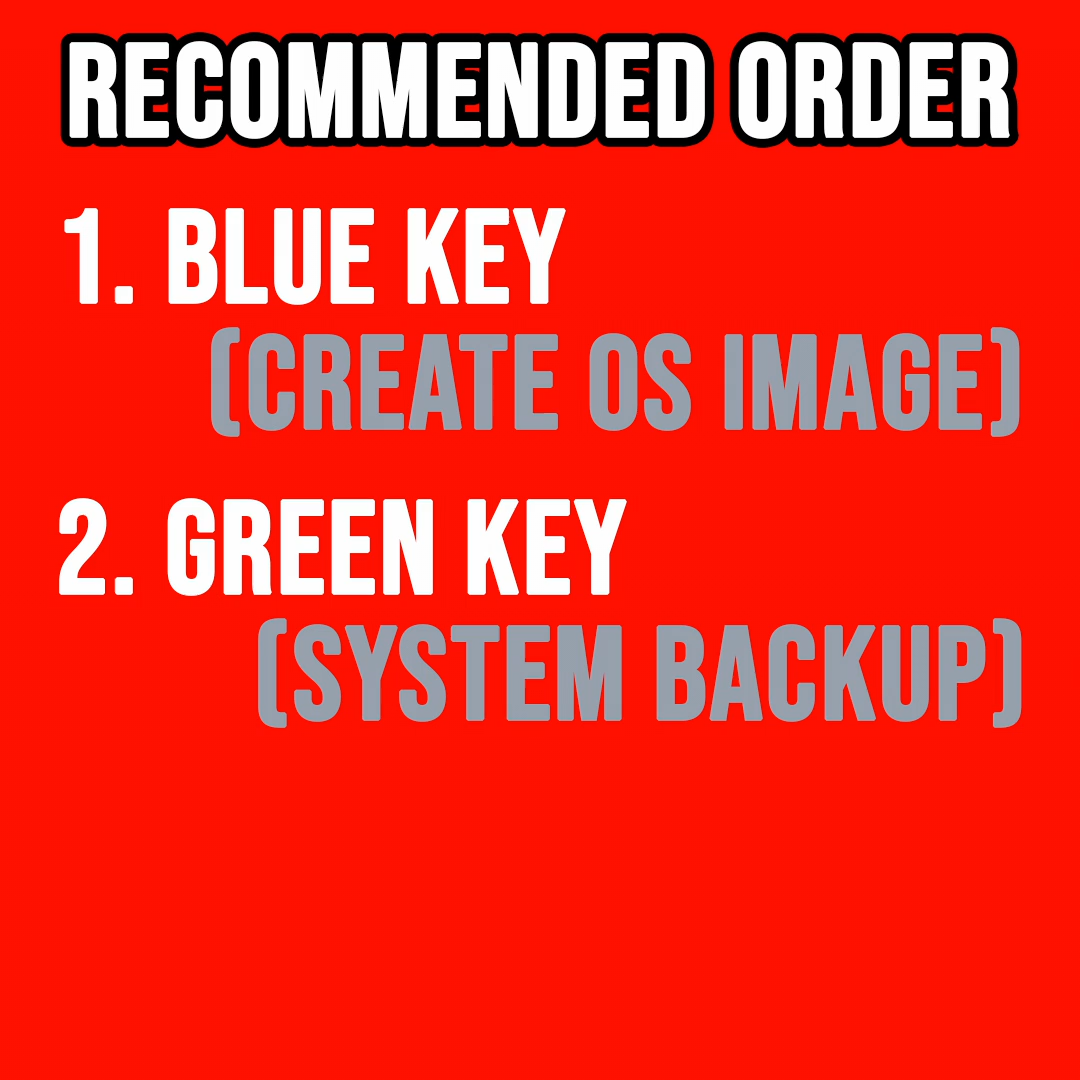 RECOMMENDED ORDER
1. BLUE KEY
(CREATE OS IMAGE)
2. GREEN KEY
(SYSTEM BACKUP)